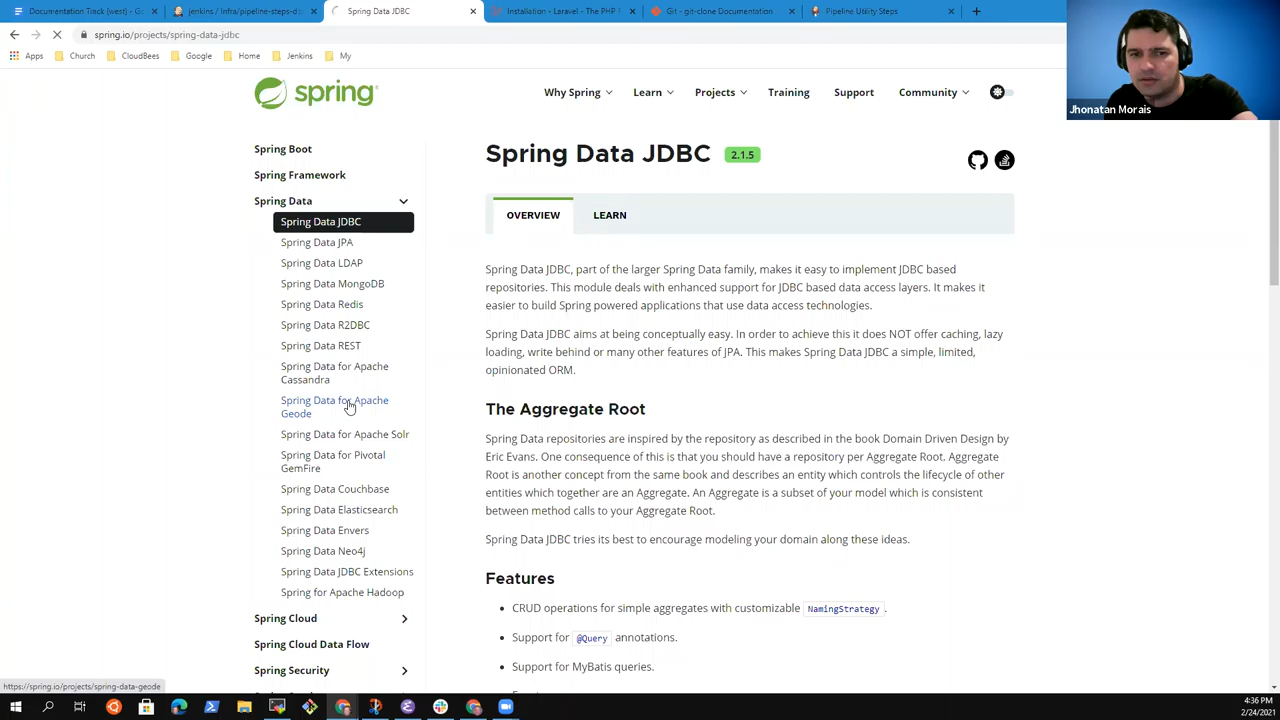 Documentation Track (west) - Go
jenkins / Infra/pipeline-steps-do
Spring Data JDBC
Installation - Laravel - The PHP F
Git - git-clone Documentation
Pipeline Utility Steps
spring.io/projects/spring-data-jdbc
Apps
Church
CloudBees
Google
Home
Jenkins
My
Jhonatan Morais
spring
Why Spring
Learn
Projects
Training
Support
Community
Spring Boot
Spring Framework
Spring Data
Spring Data JDBC
Spring Data JPA
Spring Data LDAP
Spring Data MongoDB
Spring Data Redis
Spring Data R2DBC
Spring Data REST
Spring Data for Apache
Cassandra
Spring Data for Apache
Geode
Spring Data for Apache Solr
Spring Data for Pivotal
GemFire
Spring Data Couchbase
Spring Data Elasticsearch
Spring Data Envers
Spring Data Neo4j
Spring Data JDBC Extensions
Spring for Apache Hadoop
Spring Cloud
Spring Cloud Data Flow
Spring Security
Spring Data JDBC 2.1.5
OVERVIEW
LEARN
Spring Data JDBC, part of the larger Spring Data family, makes it easy to implement JDBC based
repositories. This module deals with enhanced support for JDBC based data access layers. It makes it
easier to build Spring powered applications that use data access technologies.
Spring Data JDBC aims at being conceptually easy. In order to achieve this it does NOT offer caching, lazy
loading, write behind or many other features of JPA. This makes Spring Data JDBC a simple, limited,
opinionated ORM.
The Aggregate Root
Spring Data repositories are inspired by the repository as described in the book Domain Driven Design by
Eric Evans. One consequence of this is that you should have a repository per Aggregate Root. Aggregate
Root is another concept from the same book and describes an entity which controls the lifecycle of other
entities which together are an Aggregate. An Aggregate is a subset of your model which is consistent
between method calls to your Aggregate Root.
Spring Data JDBC tries its best to encourage modeling your domain along these ideas.
Features
CRUD operations for simple aggregates with customizable NamingStrategy.
Support for @Query annotations.
Support for MyBatis queries.
https://spring.io/projects/spring-data-geode
4:36 PM
2/24/2021